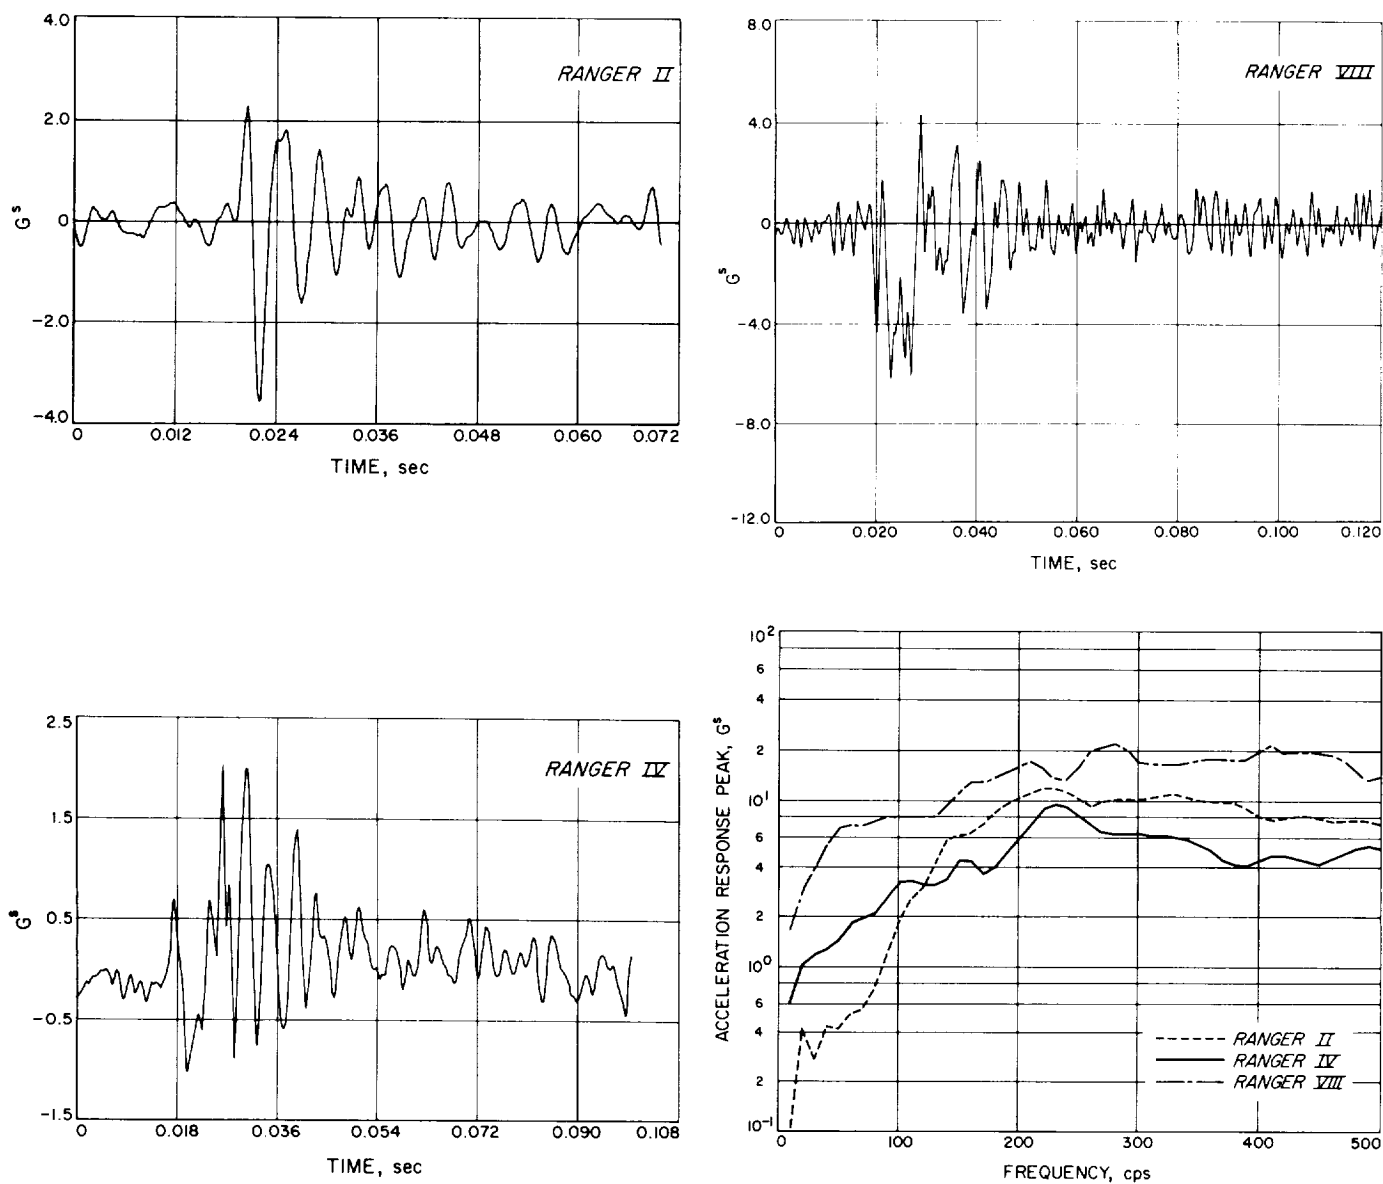 4.0
RANGER II
2.0
G^s
0
-2.0
-4.0
0 0.012 0.024 0.036 0.048 0.060 0.072
TIME, sec
8.0
RANGER VIII
4.0
0
G^s
-4.0
-8.0
-12.0
0 0.020 0.040 0.060 0.080 0.100 0.120
TIME, sec
2.5
RANGER IV
1.5
G^s
0.5
-0.5
-1.5
0 0.018 0.036 0.054 0.072 0.090 0.108
TIME, sec
10^2
6
4
2
10^1
6
4
2
10^0
6
4
2
10^-1
ACCELERATION RESPONSE PEAK, G^s
RANGER II
RANGER IV
RANGER VIII
0 100 200 300 400 500
FREQUENCY, cps